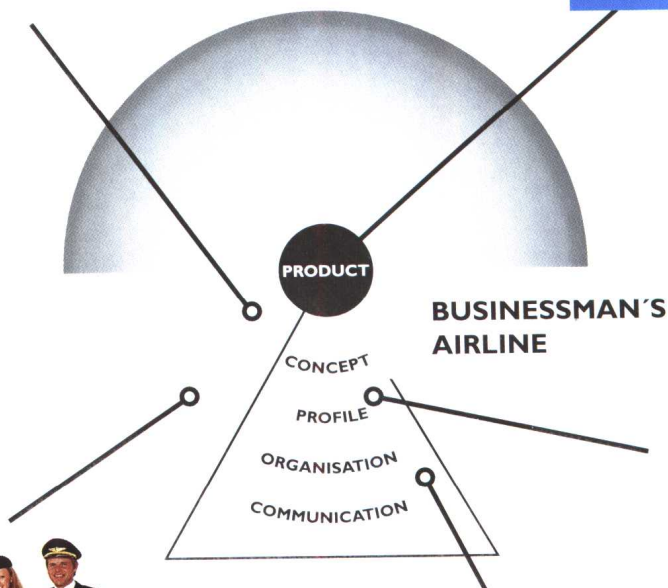 PRODUCT
BUSINESSMAN´S
AIRLINE
CONCEPT
PROFILE
ORGANISATION
COMMUNICATION